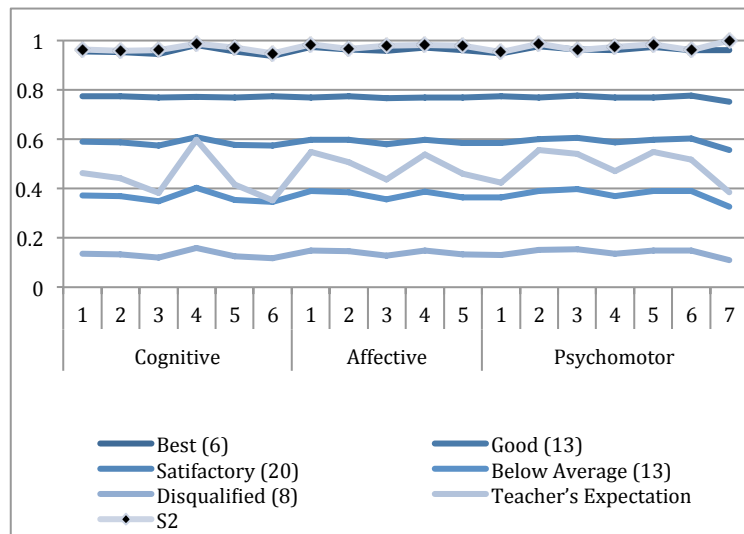 1
0.8
0.6
0.4
0.2
0
1 2 3 4 5 6 1 2 3 4 5 1 2 3 4 5 6 7
Cognitive Affective Psychomotor
Best (6) Good (13)
Satifactory (20) Below Average (13)
Disqualified (8) Teacher's Expectation
S2